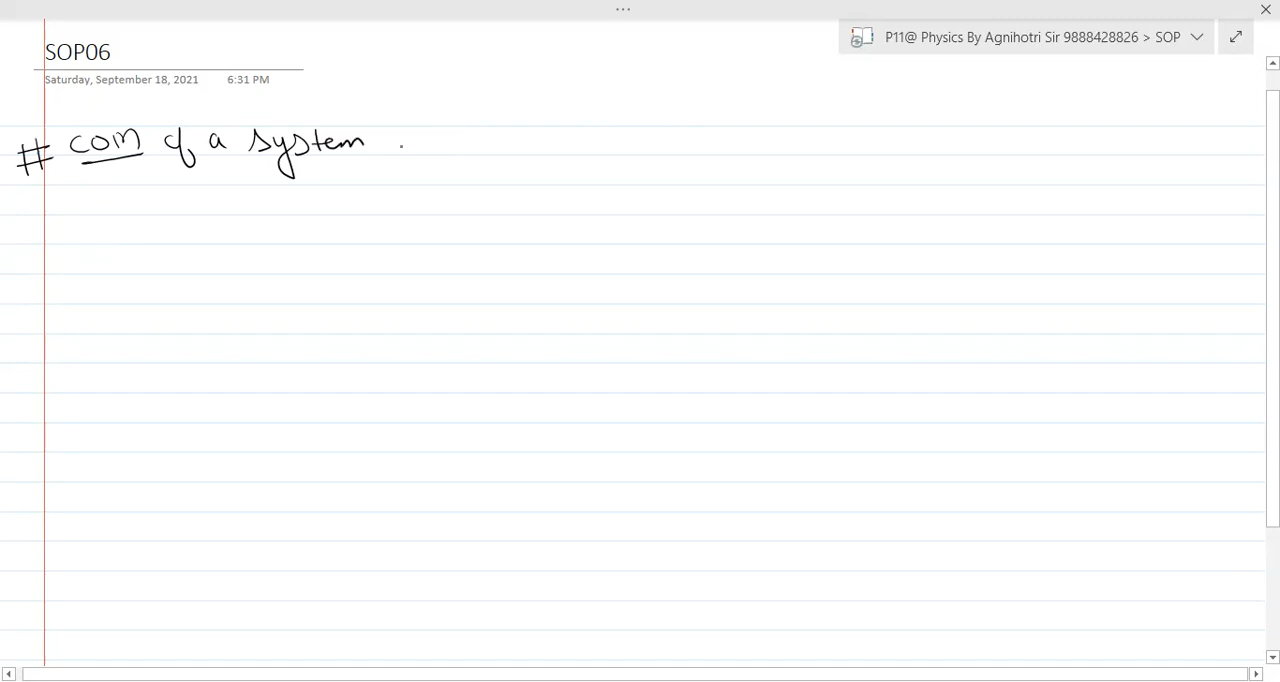 P11@ Physics By Agnihotri Sir 9888428826 > SOP
SOP06
Saturday, September 18, 2021 6:31 PM
# COM of a system